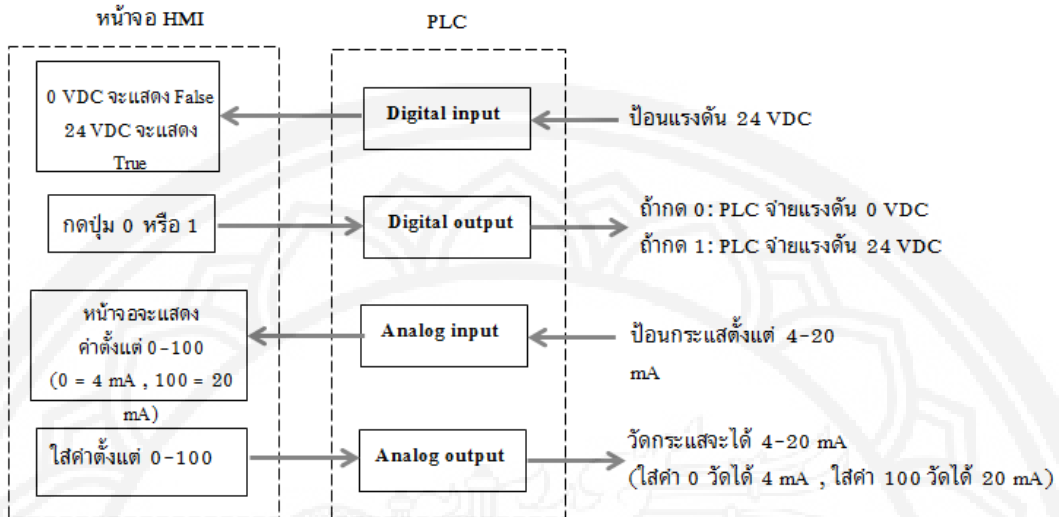 หน้าจอ HMI
PLC
0 VDC จะแสดง False
24 VDC จะแสดง
True
Digital input
ป้อนแรงดัน 24 VDC
กดปุ่ม 0 หรือ 1
Digital output
ถ้ากด 0: PLC จ่ายแรงดัน 0 VDC
ถ้ากด 1: PLC จ่ายแรงดัน 24 VDC
หน้าจอจะแสดง
ค่าตั้งแต่ 0-100
(0 = 4 mA , 100 = 20
mA)
Analog input
ป้อนกระแสตั้งแต่ 4-20
mA
ใส่ค่าตั้งแต่ 0-100
Analog output
วัดกระแสจะได้ 4-20 mA
(ใส่ค่า 0 วัดได้ 4 mA , ใส่ค่า 100 วัดได้ 20 mA)